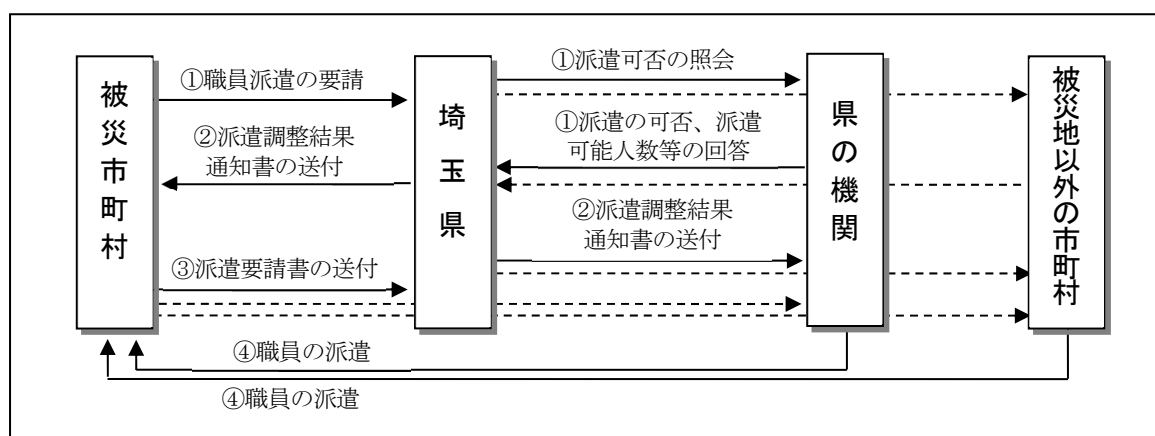 被災市町村
①職員派遣の要請
②派遣調整結果
通知書の送付
③派遣要請書の送付
埼玉県
①派遣可否の照会
①派遣の可否、派遣
可能人数等の回答
②派遣調整結果
通知書の送付
県の機関
被災地以外の市町村
④職員の派遣
④職員の派遣